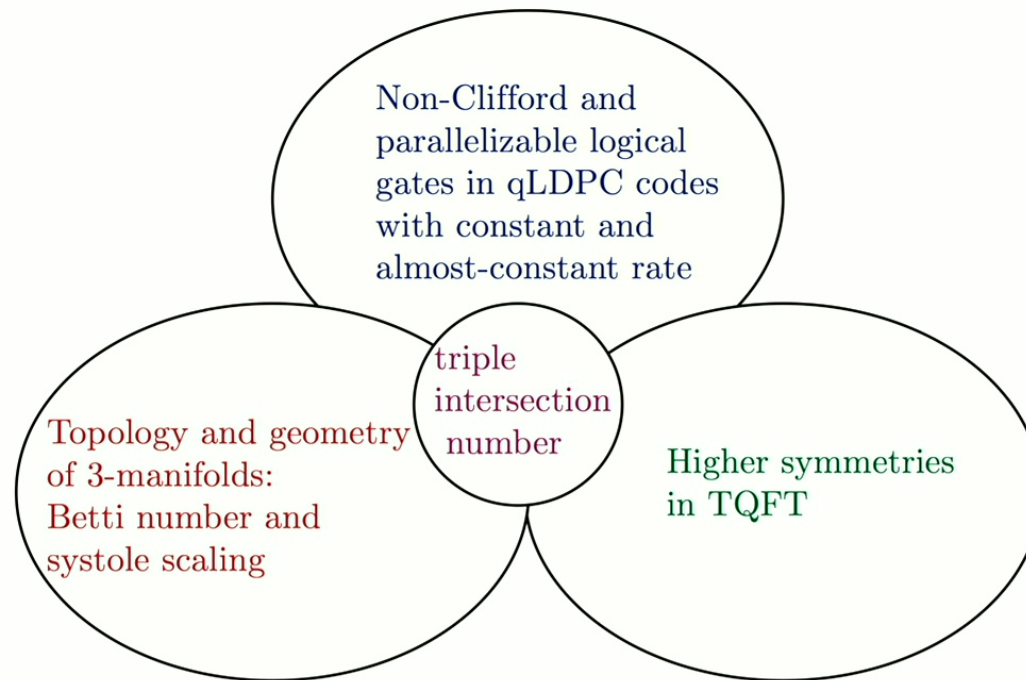 Non-Clifford and
parallelizable logical
gates in qLDPC codes
with constant and
almost-constant rate
triple
intersection
number
Topology and geometry
of 3-manifolds:
Betti number and
systole scaling
Higher symmetries
in TQFT